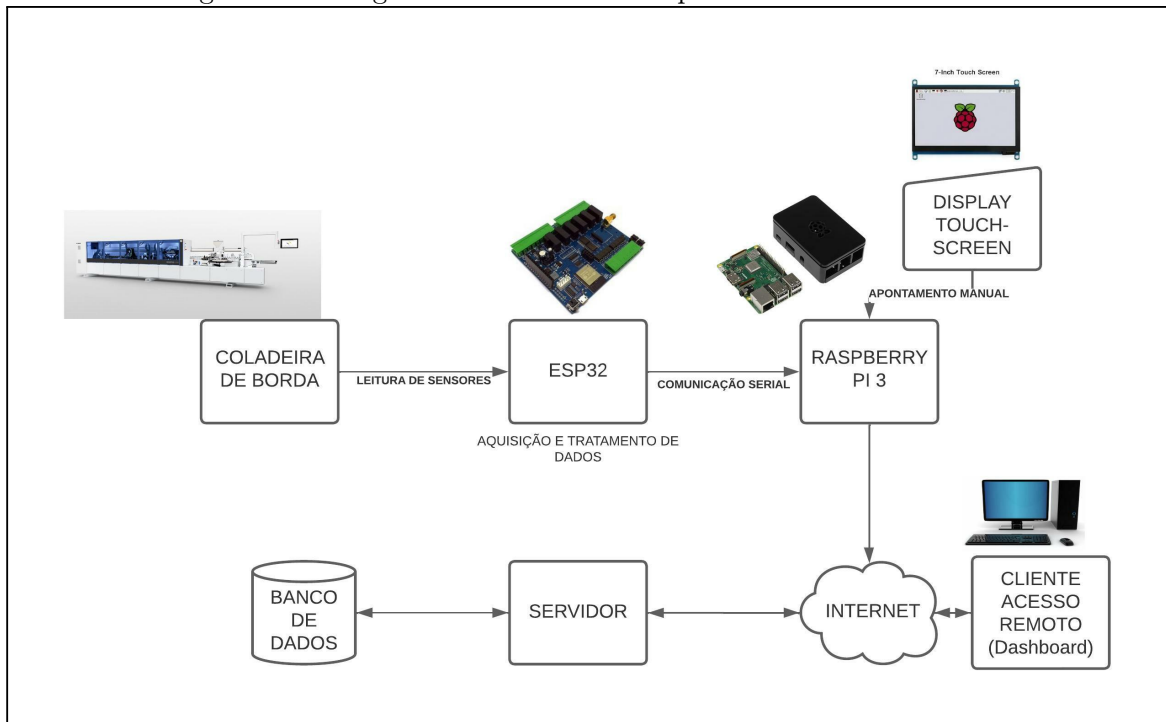 7-Inch Touch Screen
DISPLAY
TOUCH-
SCREEN
APONTAMENTO MANUAL
COLADEIRA
DE BORDA
LEITURA DE SENSORES
ESP32
COMUNICAÇÃO SERIAL
RASPBERRY
PI 3
AQUISIÇÃO E TRATAMENTO DE
DADOS
BANCO
DE
DADOS
SERVIDOR
INTERNET
CLIENTE
ACESSO
REMOTO
(Dashboard)